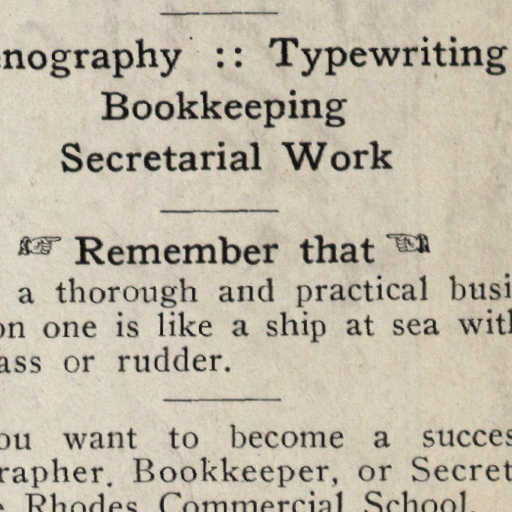 nography :: Typewriting
Bookkeeping
Secretarial Work
☞ Remember that ☜
a thorough and practical busi
on one is like a ship at sea with
ass or rudder.
ou want to become a succes
rapher, Bookkeeper, or Secret
e Rhodes Commercial School.